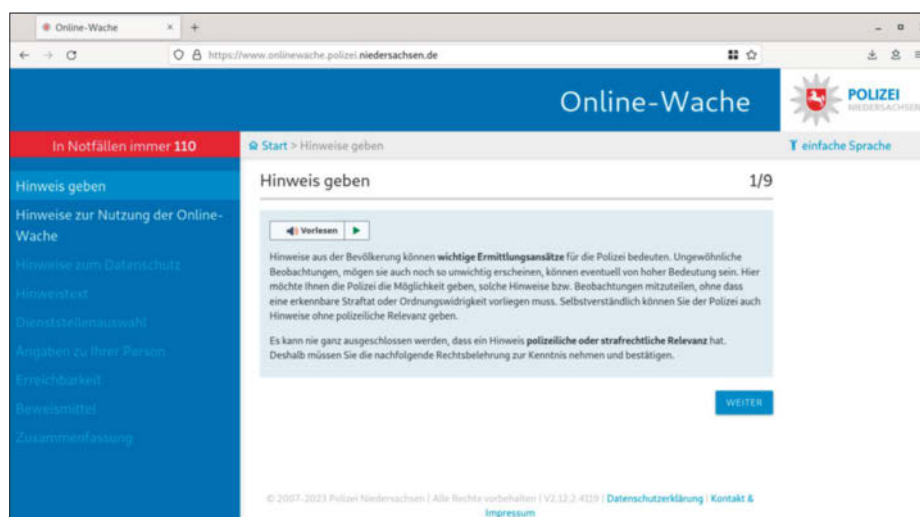 Online-Wache
https://www.onlinewache.polizei.niedersachsen.de
Online-Wache
POLIZEI
NIEDERSACHSEN
In Notfällen immer 110
Start > Hinweise geben
einfache Sprache
Hinweis geben
Hinweise zur Nutzung der Online-
Wache
Hinweise zum Datenschutz
Hinweistext
Dienststellenauswahl
Angaben zu Ihrer Person
Erreichbarkeit
Beweismittel
Zusammenfassung
Hinweis geben
1/9
Vorlesen
Hinweise aus der Bevölkerung können wichtige Ermittlungsansätze für die Polizei bedeuten. Ungewöhnliche
Beobachtungen, mögen sie auch noch so unwichtig erscheinen, können eventuell von hoher Bedeutung sein. Hier
möchte Ihnen die Polizei die Möglichkeit geben, solche Hinweise bzw. Beobachtungen mitzuteilen, ohne dass
eine erkennbare Straftat oder Ordnungswidrigkeit vorliegen muss. Selbstverständlich können Sie der Polizei auch
Hinweise ohne polizeiliche Relevanz geben.
Es kann nie ganz ausgeschlossen werden, dass ein Hinweis polizeiliche oder strafrechtliche Relevanz hat.
Deshalb müssen Sie die nachfolgende Rechtsbelehrung zur Kenntnis nehmen und bestätigen.
WEITER
© 2007-2023 Polizei Niedersachsen | Alle Rechte vorbehalten | V2.12.2 4119 | Datenschutzerklärung | Kontakt &
Impressum